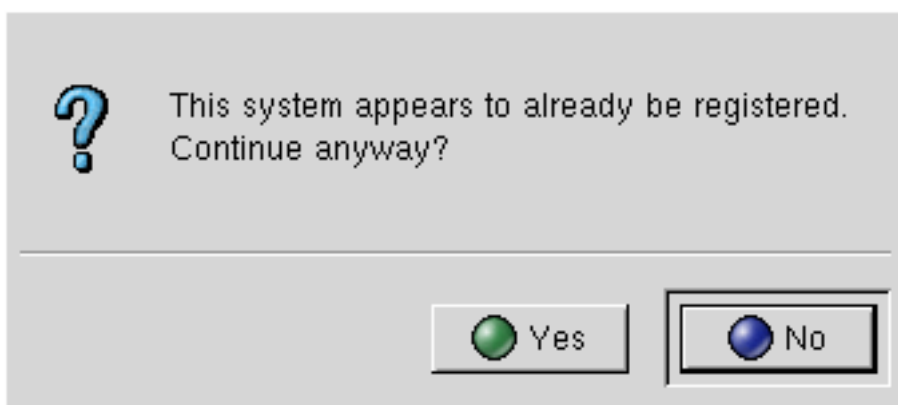 This system appears to already be registered.
Continue anyway?
Yes
No